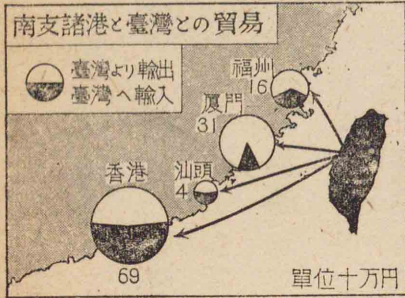 南支諸港と臺灣との貿易
臺灣より輸出
臺灣へ輸入
福州
16
厦門
31
汕頭
4
香港
69
單位十万円